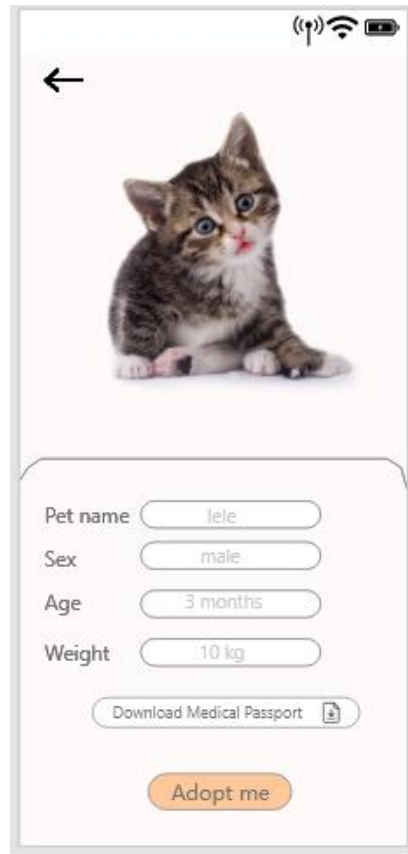 Pet name lele
Sex male
Age 3 months
Weight 10 kg
Download Medical Passport
Adopt me